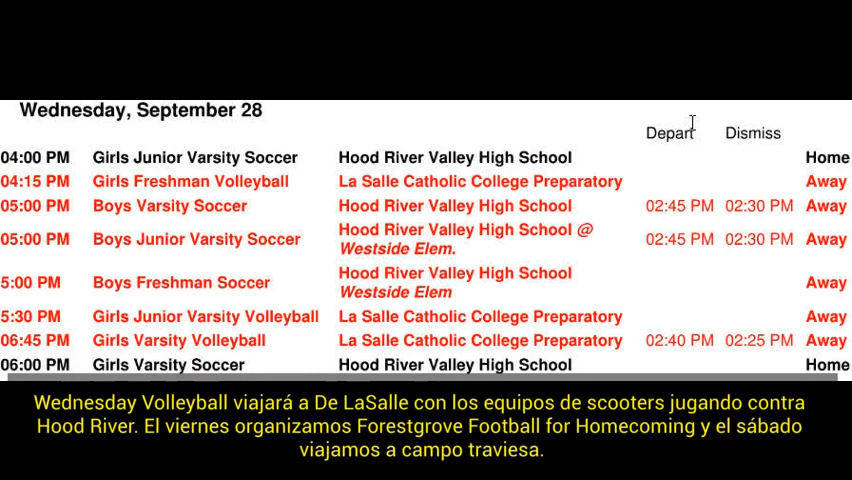 Wednesday, September 28
Depart Dismiss
04:00 PM Girls Junior Varsity Soccer Hood River Valley High School Home
04:15 PM Girls Freshman Volleyball La Salle Catholic College Preparatory Away
05:00 PM Boys Varsity Soccer Hood River Valley High School 02:45 PM 02:30 PM Away
05:00 PM Boys Junior Varsity Soccer Hood River Valley High School @ 02:45 PM 02:30 PM Away
Westside Elem.
5:00 PM Boys Freshman Soccer Hood River Valley High School Away
Westside Elem
5:30 PM Girls Junior Varsity Volleyball La Salle Catholic College Preparatory Away
06:45 PM Girls Varsity Volleyball La Salle Catholic College Preparatory 02:40 PM 02:25 PM Away
06:00 PM Girls Varsity Soccer Hood River Valley High School Home
Wednesday Volleyball viajará a De LaSalle con los equipos de scooters jugando contra
Hood River. El viernes organizamos Forestgrove Football for Homecoming y el sábado
viajamos a campo traviesa.